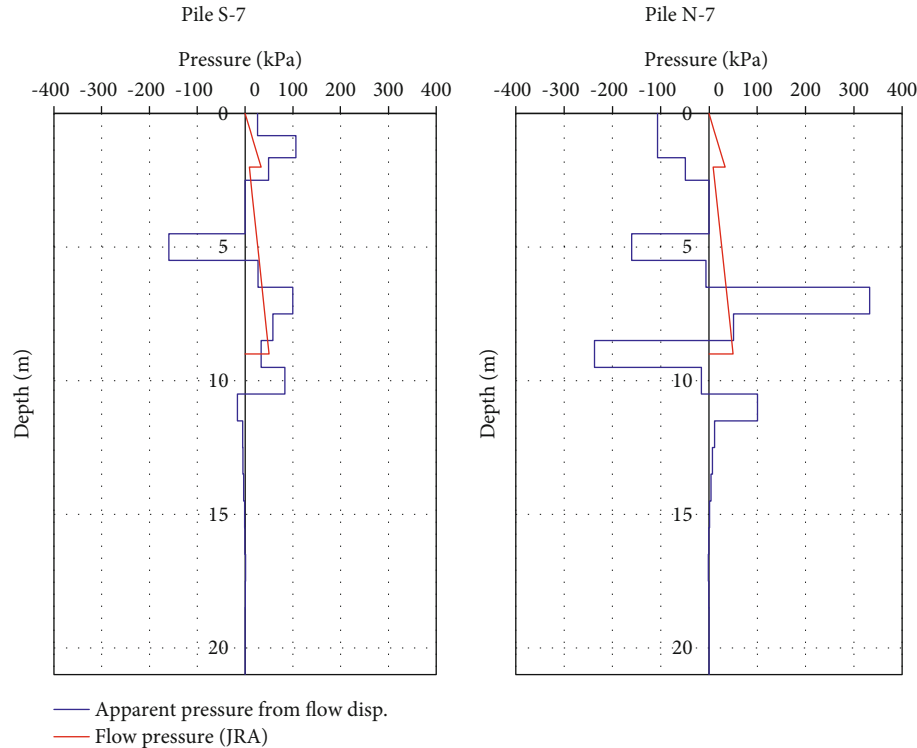 Pile S-7
Pile N-7
Pressure (kPa)
Pressure (kPa)
-400 -300 -200 -100 0 100 200 300 400
-400 -300 -200 -100 0 100 200 300 400
0
5
10
15
20
Depth (m)
0
5
10
15
20
Depth (m)
Apparent pressure from flow disp.
Flow pressure (JRA)